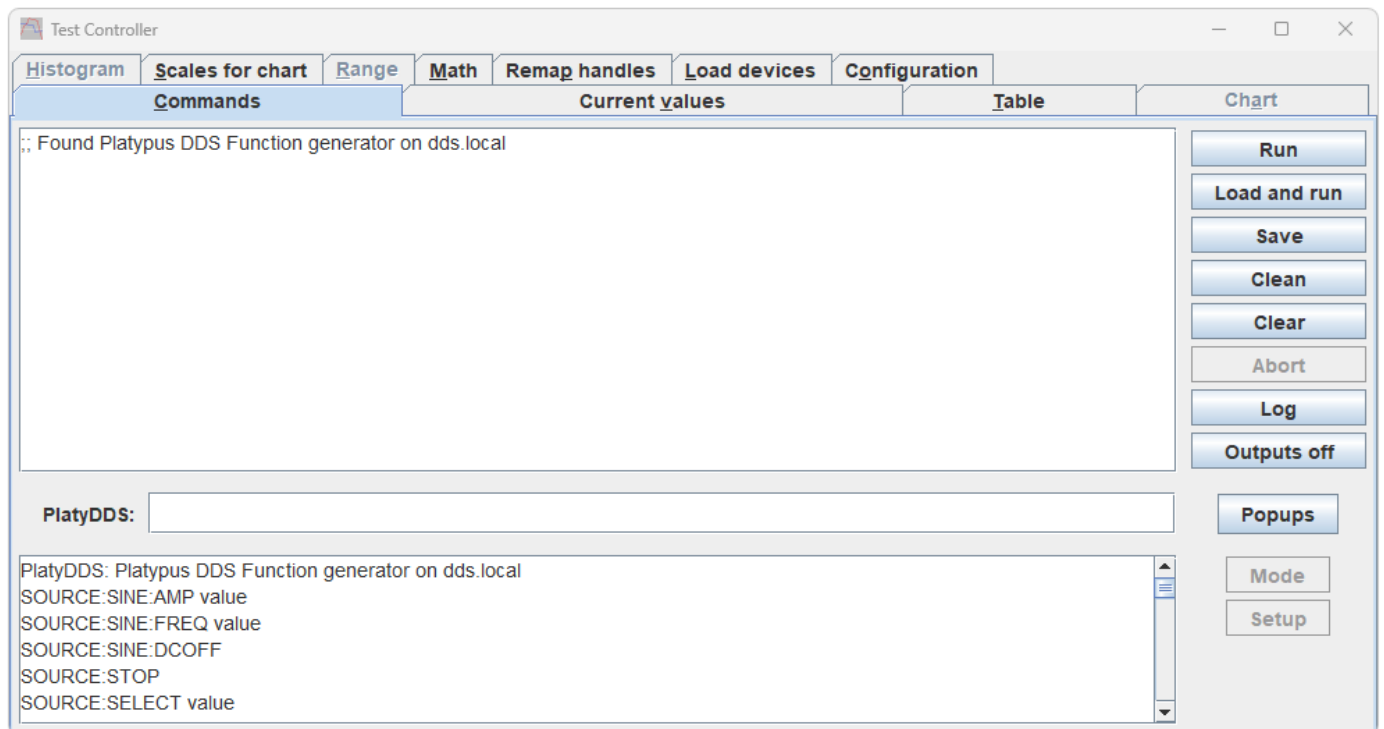 Test Controller
Histogram Scales for chart Range Math Remap handles Load devices Configuration
Commands Current values Table Chart
;; Found Platypus DDS Function generator on dds.local
Run
Load and run
Save
Clean
Clear
Abort
Log
Outputs off
PlatyDDS: Popups
PlatyDDS: Platypus DDS Function generator on dds.local
SOURCE:SINE:AMP value
SOURCE:SINE:FREQ value
SOURCE:SINE:DCOFF
SOURCE:STOP
SOURCE:SELECT value
Mode
Setup